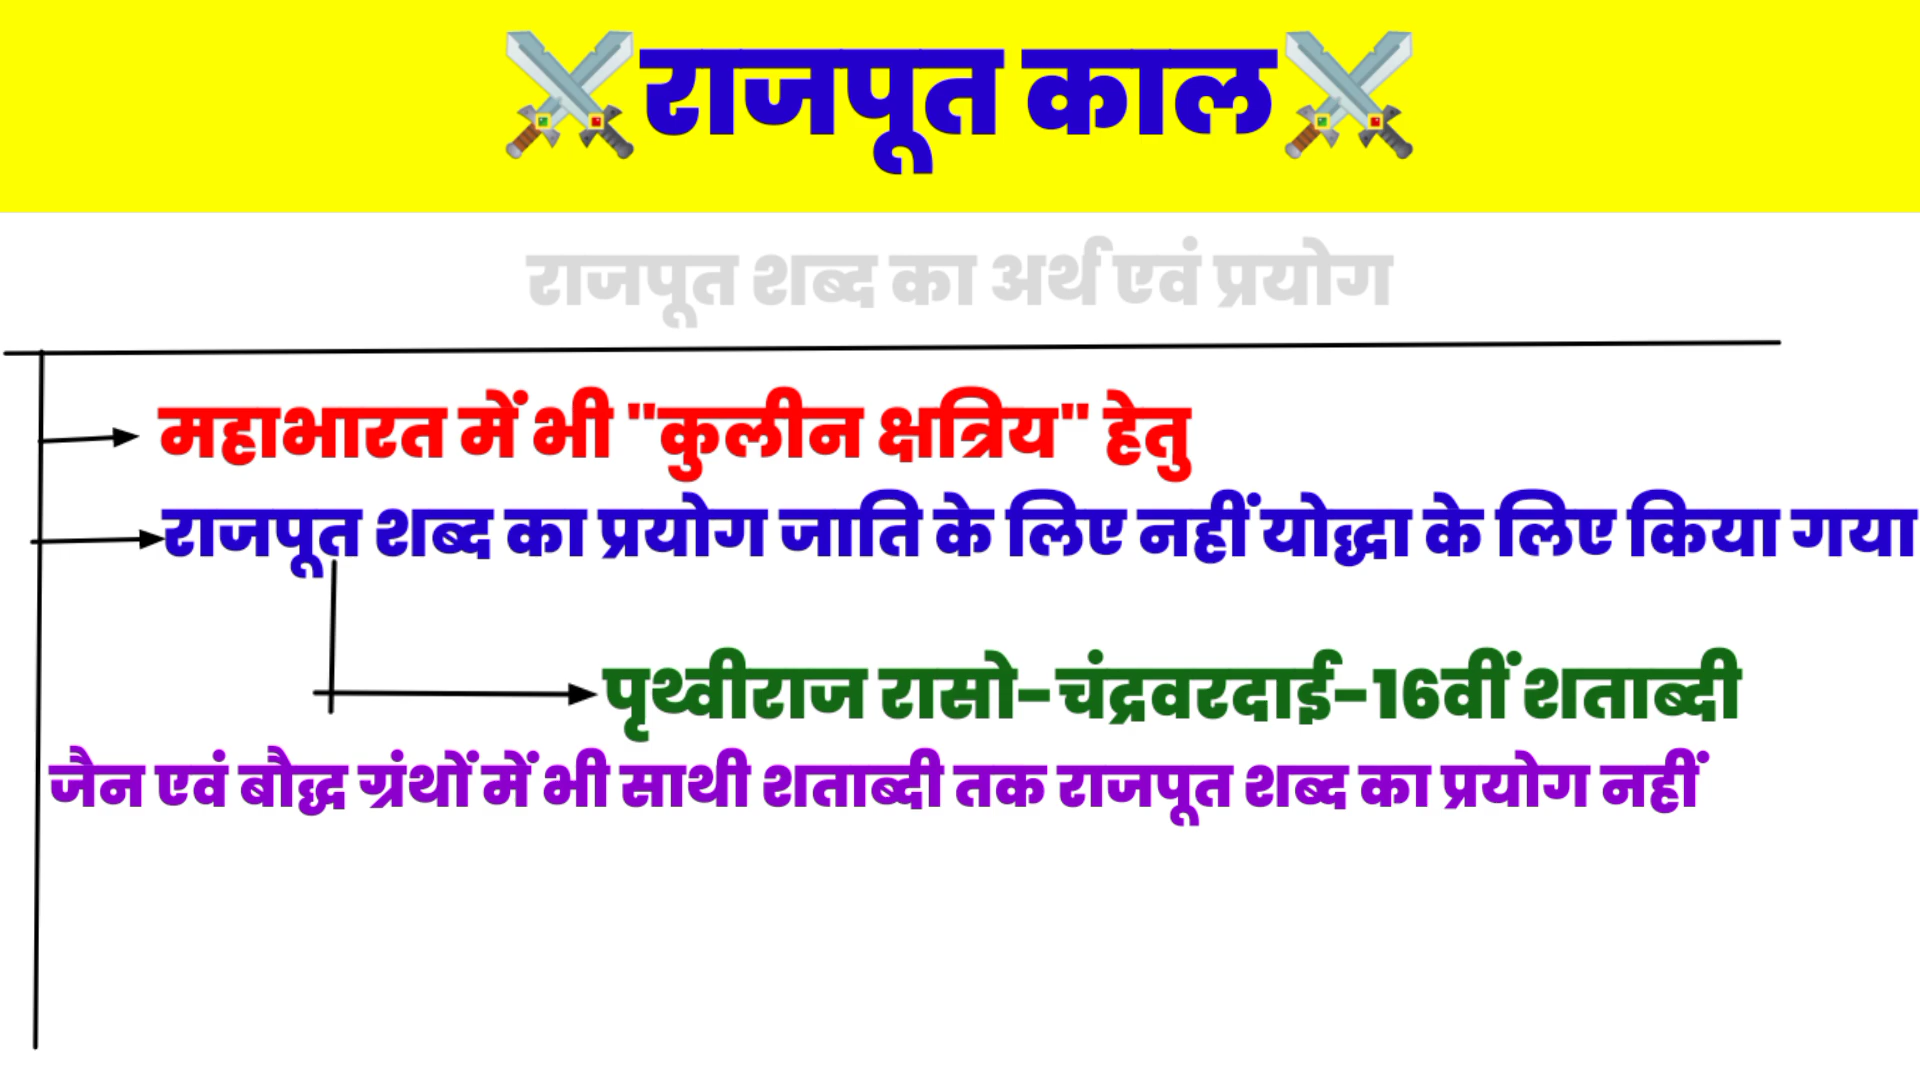 ⚔️राजपूत काल⚔️
राजपूत शब्द का अर्थ एवं प्रयोग
महाभारत में भी "कुलीन क्षत्रिय" हेतु
राजपूत शब्द का प्रयोग जाति के लिए नहीं योद्धा के लिए किया गया
पृथ्वीराज रासो-चंद्रवरदाई-16वीं शताब्दी
जैन एवं बौद्ध ग्रंथों में भी साथी शताब्दी तक राजपूत शब्द का प्रयोग नहीं